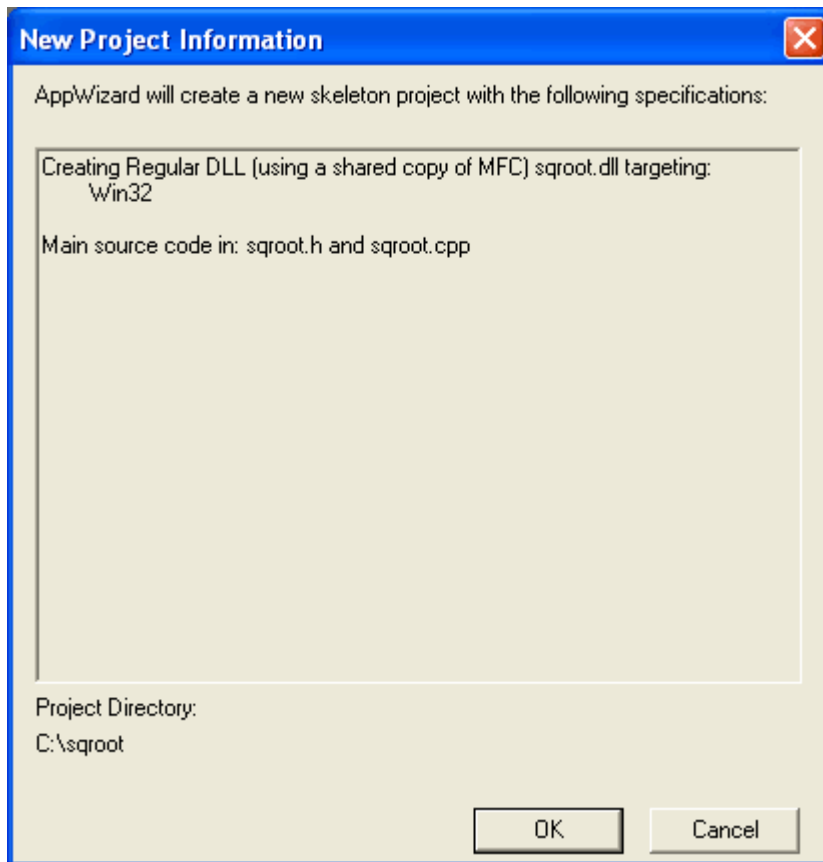 New Project Information
AppWizard will create a new skeleton project with the following specifications:
Creating Regular DLL (using a shared copy of MFC) sqroot.dll targeting:
Win32
Main source code in: sqroot.h and sqroot.cpp
Project Directory:
C:\sqroot
OK Cancel